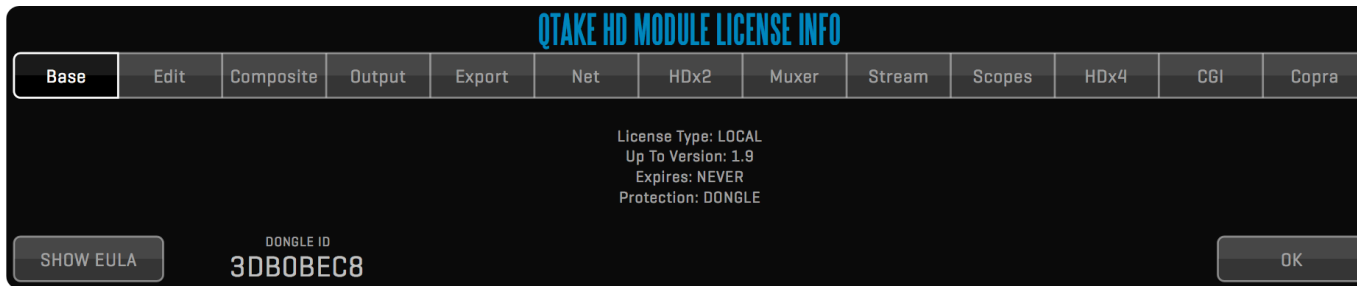 QTAKE HD MODULE LICENSE INFO
Base Edit Composite Output Export Net HDx2 Muxer Stream Scopes HDx4 CGI Copra
License Type: LOCAL
Up To Version: 1.9
Expires: NEVER
Protection: DONGLE
DONGLE ID
SHOW EULA 3DB0BEC8 OK